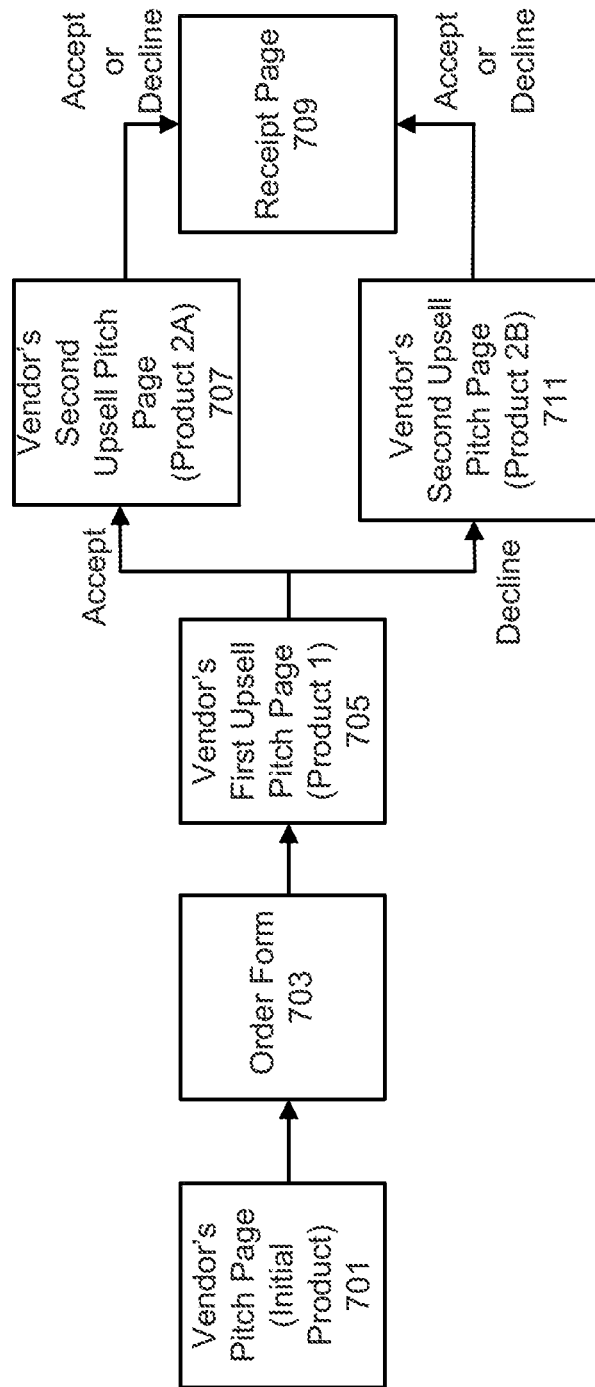 Vendor's
Pitch Page
(Initial
Product)
701
Order Form
703
Vendor's
First Upsell
Pitch Page
(Product 1)
705
Accept
Decline
Vendor's
Second
Upsell Pitch
Page
(Product 2A)
707
Vendor's
Second Upsell
Pitch Page
(Product 2B)
711
Accept
or
Decline
Receipt Page
709
Accept
or
Decline